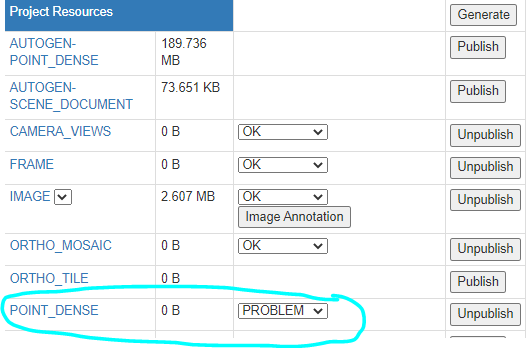 Project Resources Generate
AUTOGEN- 189.736 Publish
POINT_DENSE MB
AUTOGEN- 73.651 KB Publish
SCENE_DOCUMENT
CAMERA_VIEWS 0 B OK Unpublish
FRAME 0 B OK Unpublish
IMAGE 2.607 MB OK Unpublish
Image Annotation
ORTHO_MOSAIC 0 B OK Unpublish
ORTHO_TILE 0 B Publish
POINT_DENSE 0 B PROBLEM Unpublish